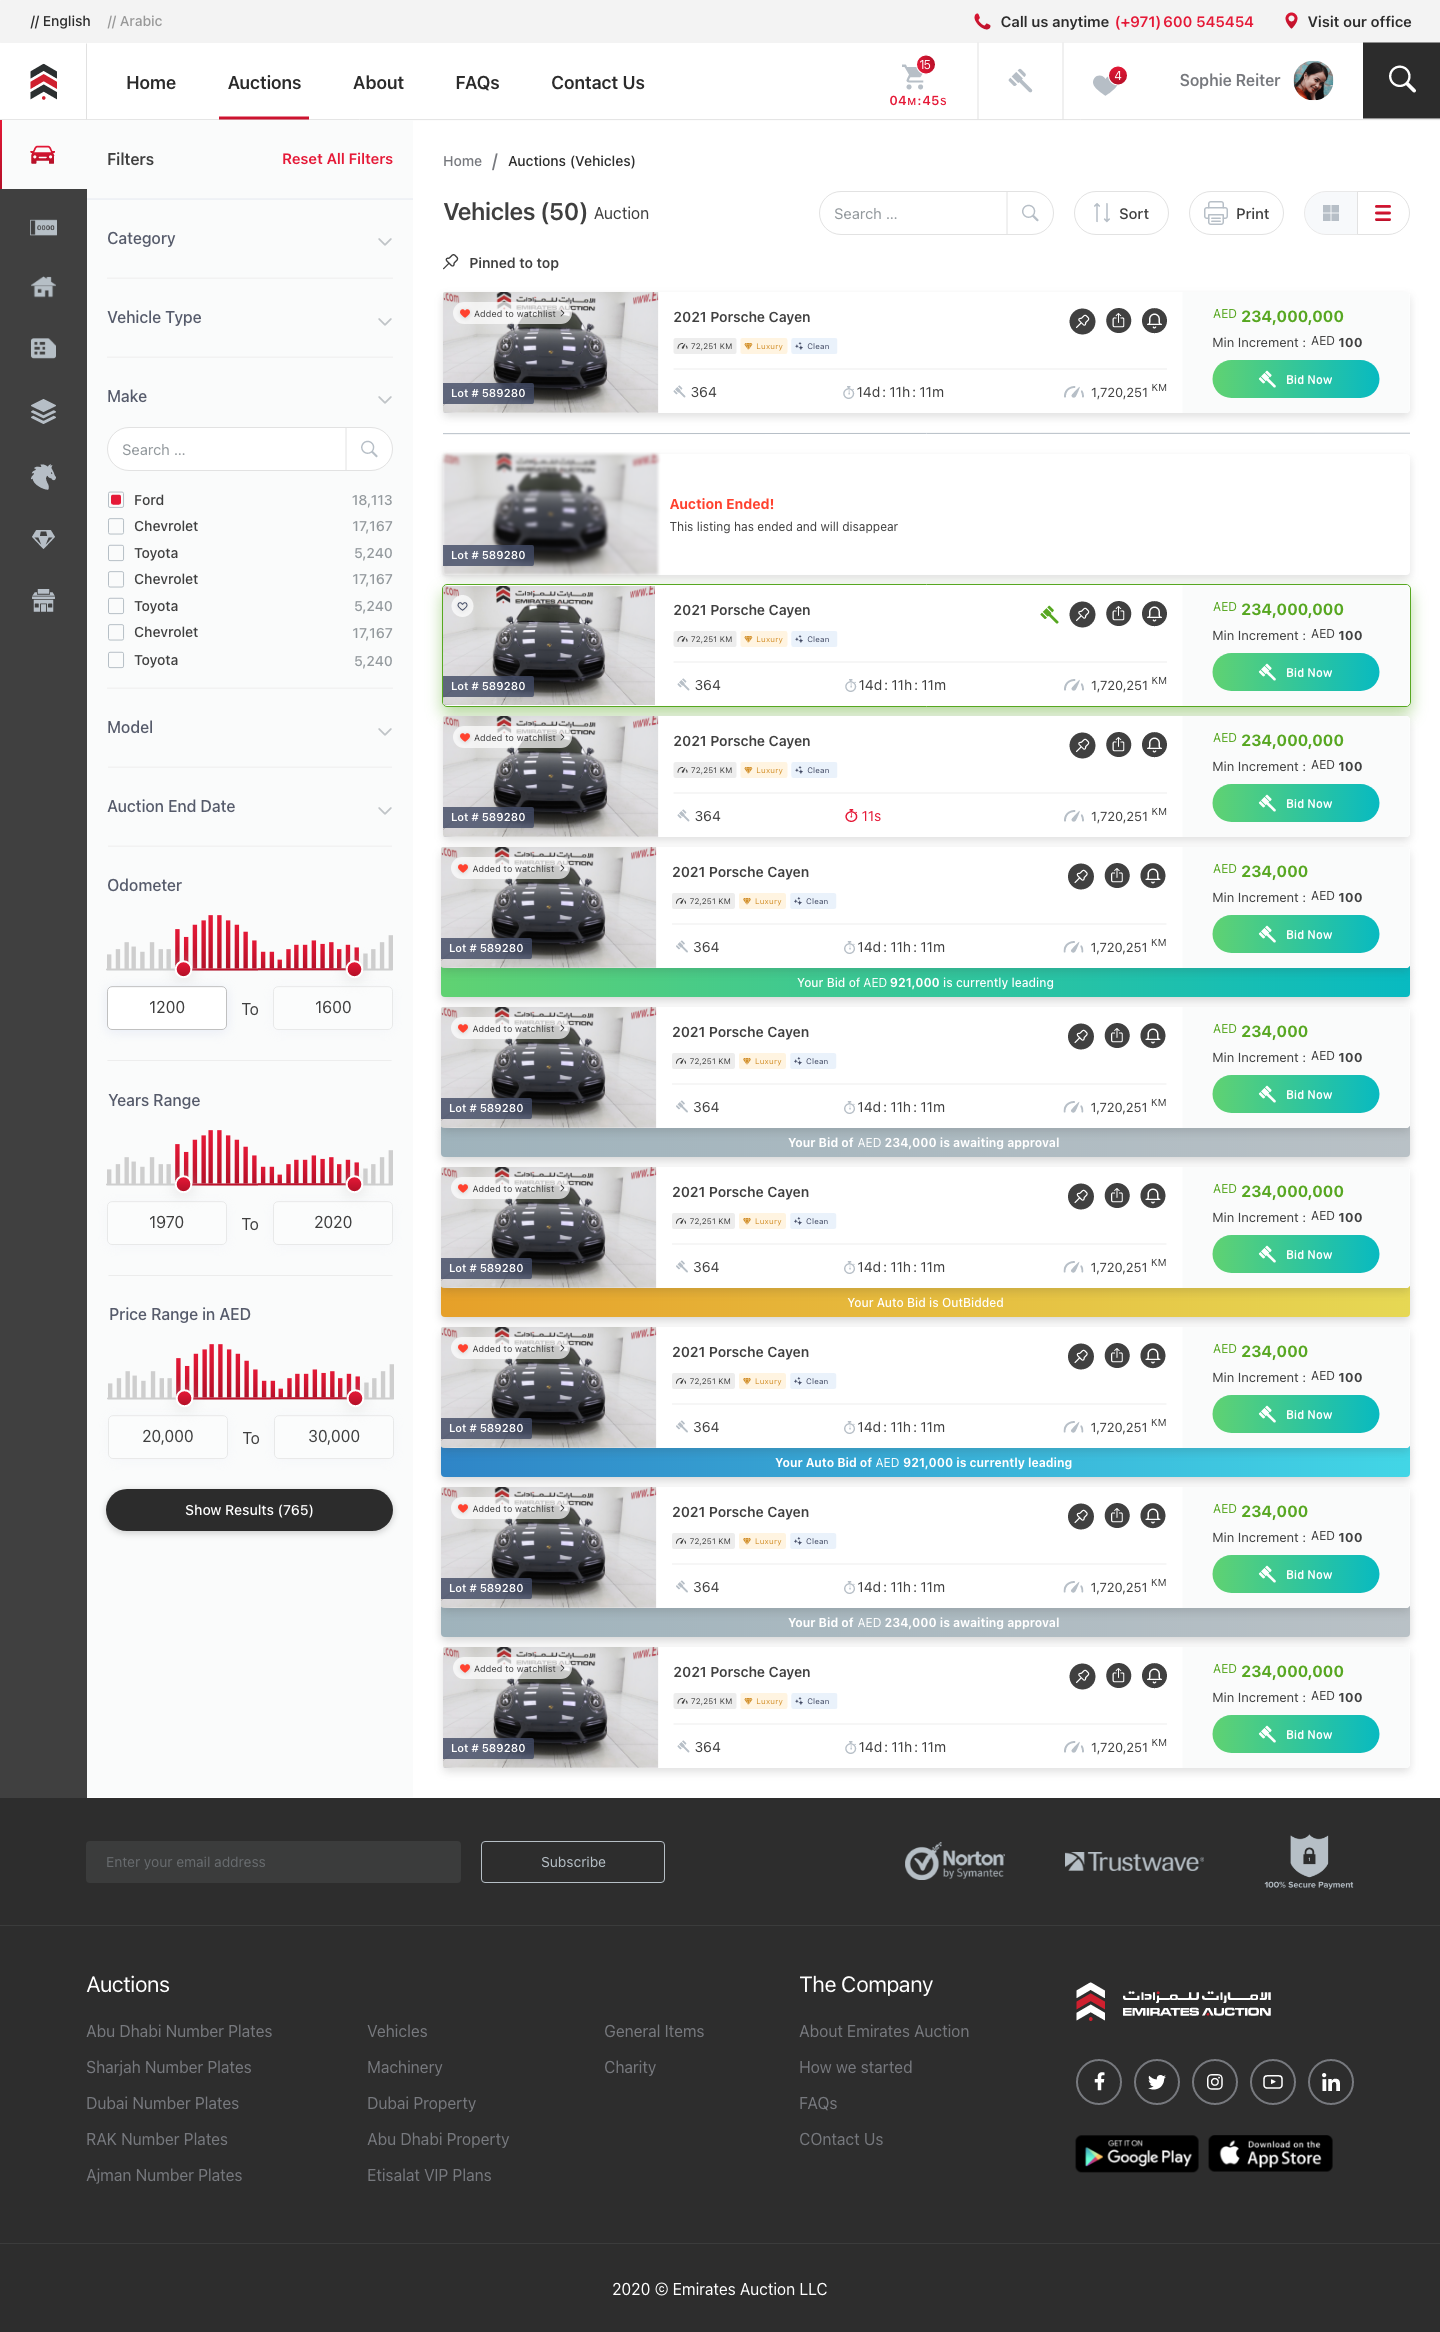 // English // Arabic Call us anytime (+971) 600 545454 Visit our office
Home Auctions About FAQs Contact Us 15 04M:45S 4 Sophie Reiter
Filters Reset All Filters
Category
Vehicle Type
Make
Search ...
Ford 18,113
Chevrolet 17,167
Toyota 5,240
Chevrolet 17,167
Toyota 5,240
Chevrolet 17,167
Toyota 5,240
Model
Auction End Date
Odometer
1200 To 1600
Years Range
1970 To 2020
Price Range in AED
20,000 To 30,000
Show Results (765)
Home / Auctions (Vehicles)
Vehicles (50) Auction Search ... Sort Print
Pinned to top
Added to watchlist >
Lot # 589280
2021 Porsche Cayen
72,251 KM Luxury Clean
364 14d : 11h : 11m 1,720,251 KM
AED 234,000,000
Min Increment : AED 100
Bid Now
Lot # 589280
Auction Ended!
This listing has ended and will disappear
الامارات للمزادات
EMIRATES AUCTION
Lot # 589280
2021 Porsche Cayen
72,251 KM Luxury Clean
364 14d : 11h : 11m 1,720,251 KM
AED 234,000,000
Min Increment : AED 100
Bid Now
Added to watchlist >
Lot # 589280
2021 Porsche Cayen
72,251 KM Luxury Clean
364 11s 1,720,251 KM
AED 234,000,000
Min Increment : AED 100
Bid Now
Added to watchlist >
Lot # 589280
2021 Porsche Cayen
72,251 KM Luxury Clean
364 14d : 11h : 11m 1,720,251 KM
AED 234,000
Min Increment : AED 100
Bid Now
Your Bid of AED 921,000 is currently leading
Added to watchlist >
Lot # 589280
2021 Porsche Cayen
72,251 KM Luxury Clean
364 14d : 11h : 11m 1,720,251 KM
AED 234,000
Min Increment : AED 100
Bid Now
Your Bid of AED 234,000 is awaiting approval
Added to watchlist >
Lot # 589280
2021 Porsche Cayen
72,251 KM Luxury Clean
364 14d : 11h : 11m 1,720,251 KM
AED 234,000,000
Min Increment : AED 100
Bid Now
Your Auto Bid is OutBidded
Added to watchlist >
Lot # 589280
2021 Porsche Cayen
72,251 KM Luxury Clean
364 14d : 11h : 11m 1,720,251 KM
AED 234,000
Min Increment : AED 100
Bid Now
Your Auto Bid of AED 921,000 is currently leading
Added to watchlist >
Lot # 589280
2021 Porsche Cayen
72,251 KM Luxury Clean
364 14d : 11h : 11m 1,720,251 KM
AED 234,000
Min Increment : AED 100
Bid Now
Your Bid of AED 234,000 is awaiting approval
Added to watchlist >
Lot # 589280
2021 Porsche Cayen
72,251 KM Luxury Clean
364 14d : 11h : 11m 1,720,251 KM
AED 234,000,000
Min Increment : AED 100
Bid Now
Enter your email address Subscribe
Norton
by Symantec
Trustwave®
100% Secure Payment
Auctions
Abu Dhabi Number Plates
Sharjah Number Plates
Dubai Number Plates
RAK Number Plates
Ajman Number Plates
Vehicles
Machinery
Dubai Property
Abu Dhabi Property
Etisalat VIP Plans
General Items
Charity
The Company
About Emirates Auction
How we started
FAQs
COntact Us
الامارات للمزادات
EMIRATES AUCTION
GET IT ON
Google Play
Download on the
App Store
2020 © Emirates Auction LLC